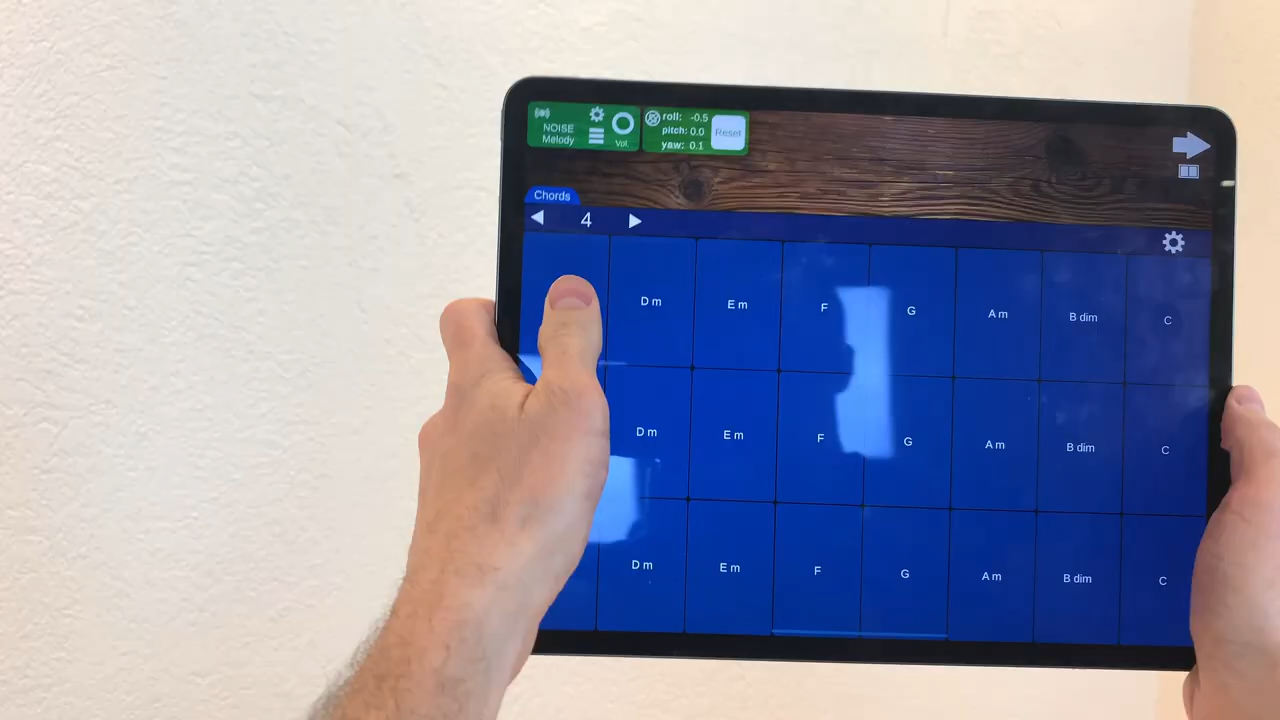 NOISE
Melody
Vol.
roll: -0.5
pitch: 0.0
yaw: 0.1
Reset
Chords
4
D m E m F G A m B dim C
D m E m F G A m B dim C
D m E m F G A m B dim C